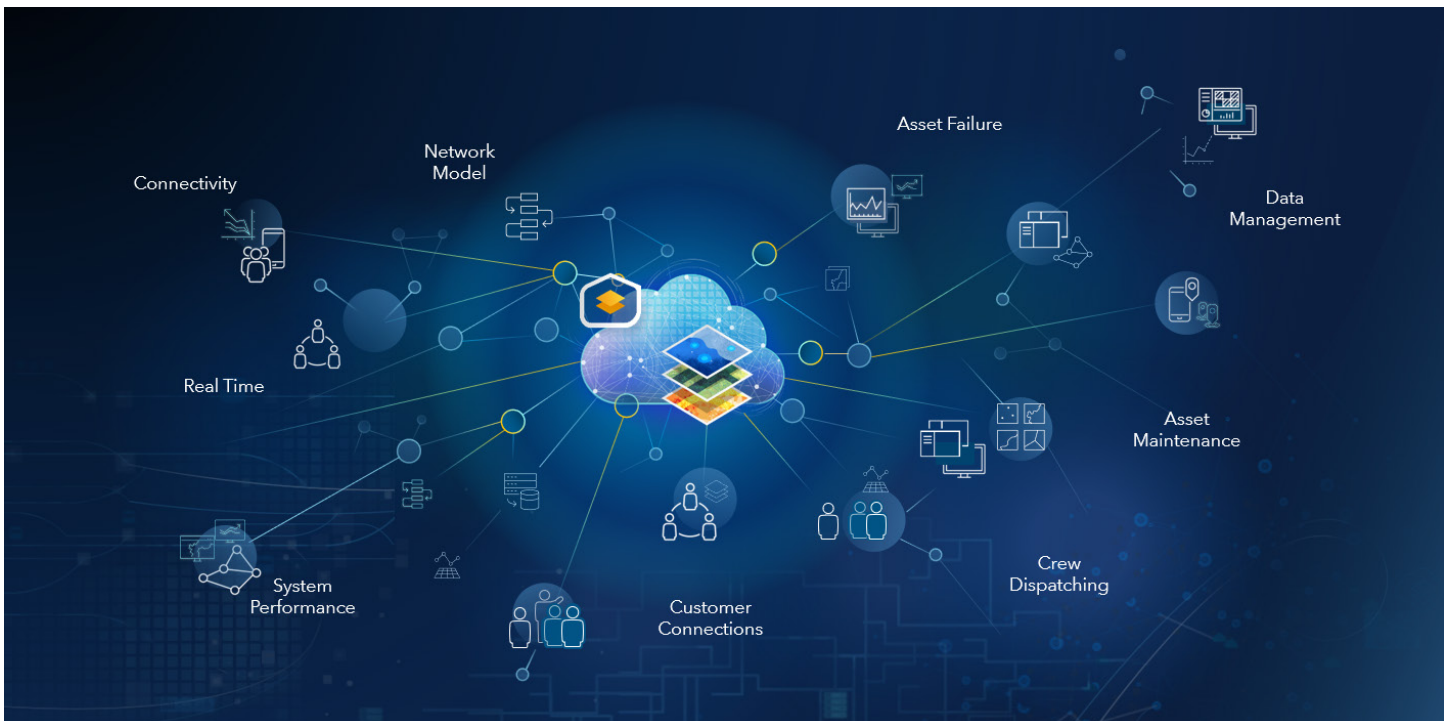 Asset Failure
Network
Model
Connectivity
Data
Management
Real Time
Asset
Maintenance
Crew
Dispatching
System
Performance
Customer
Connections